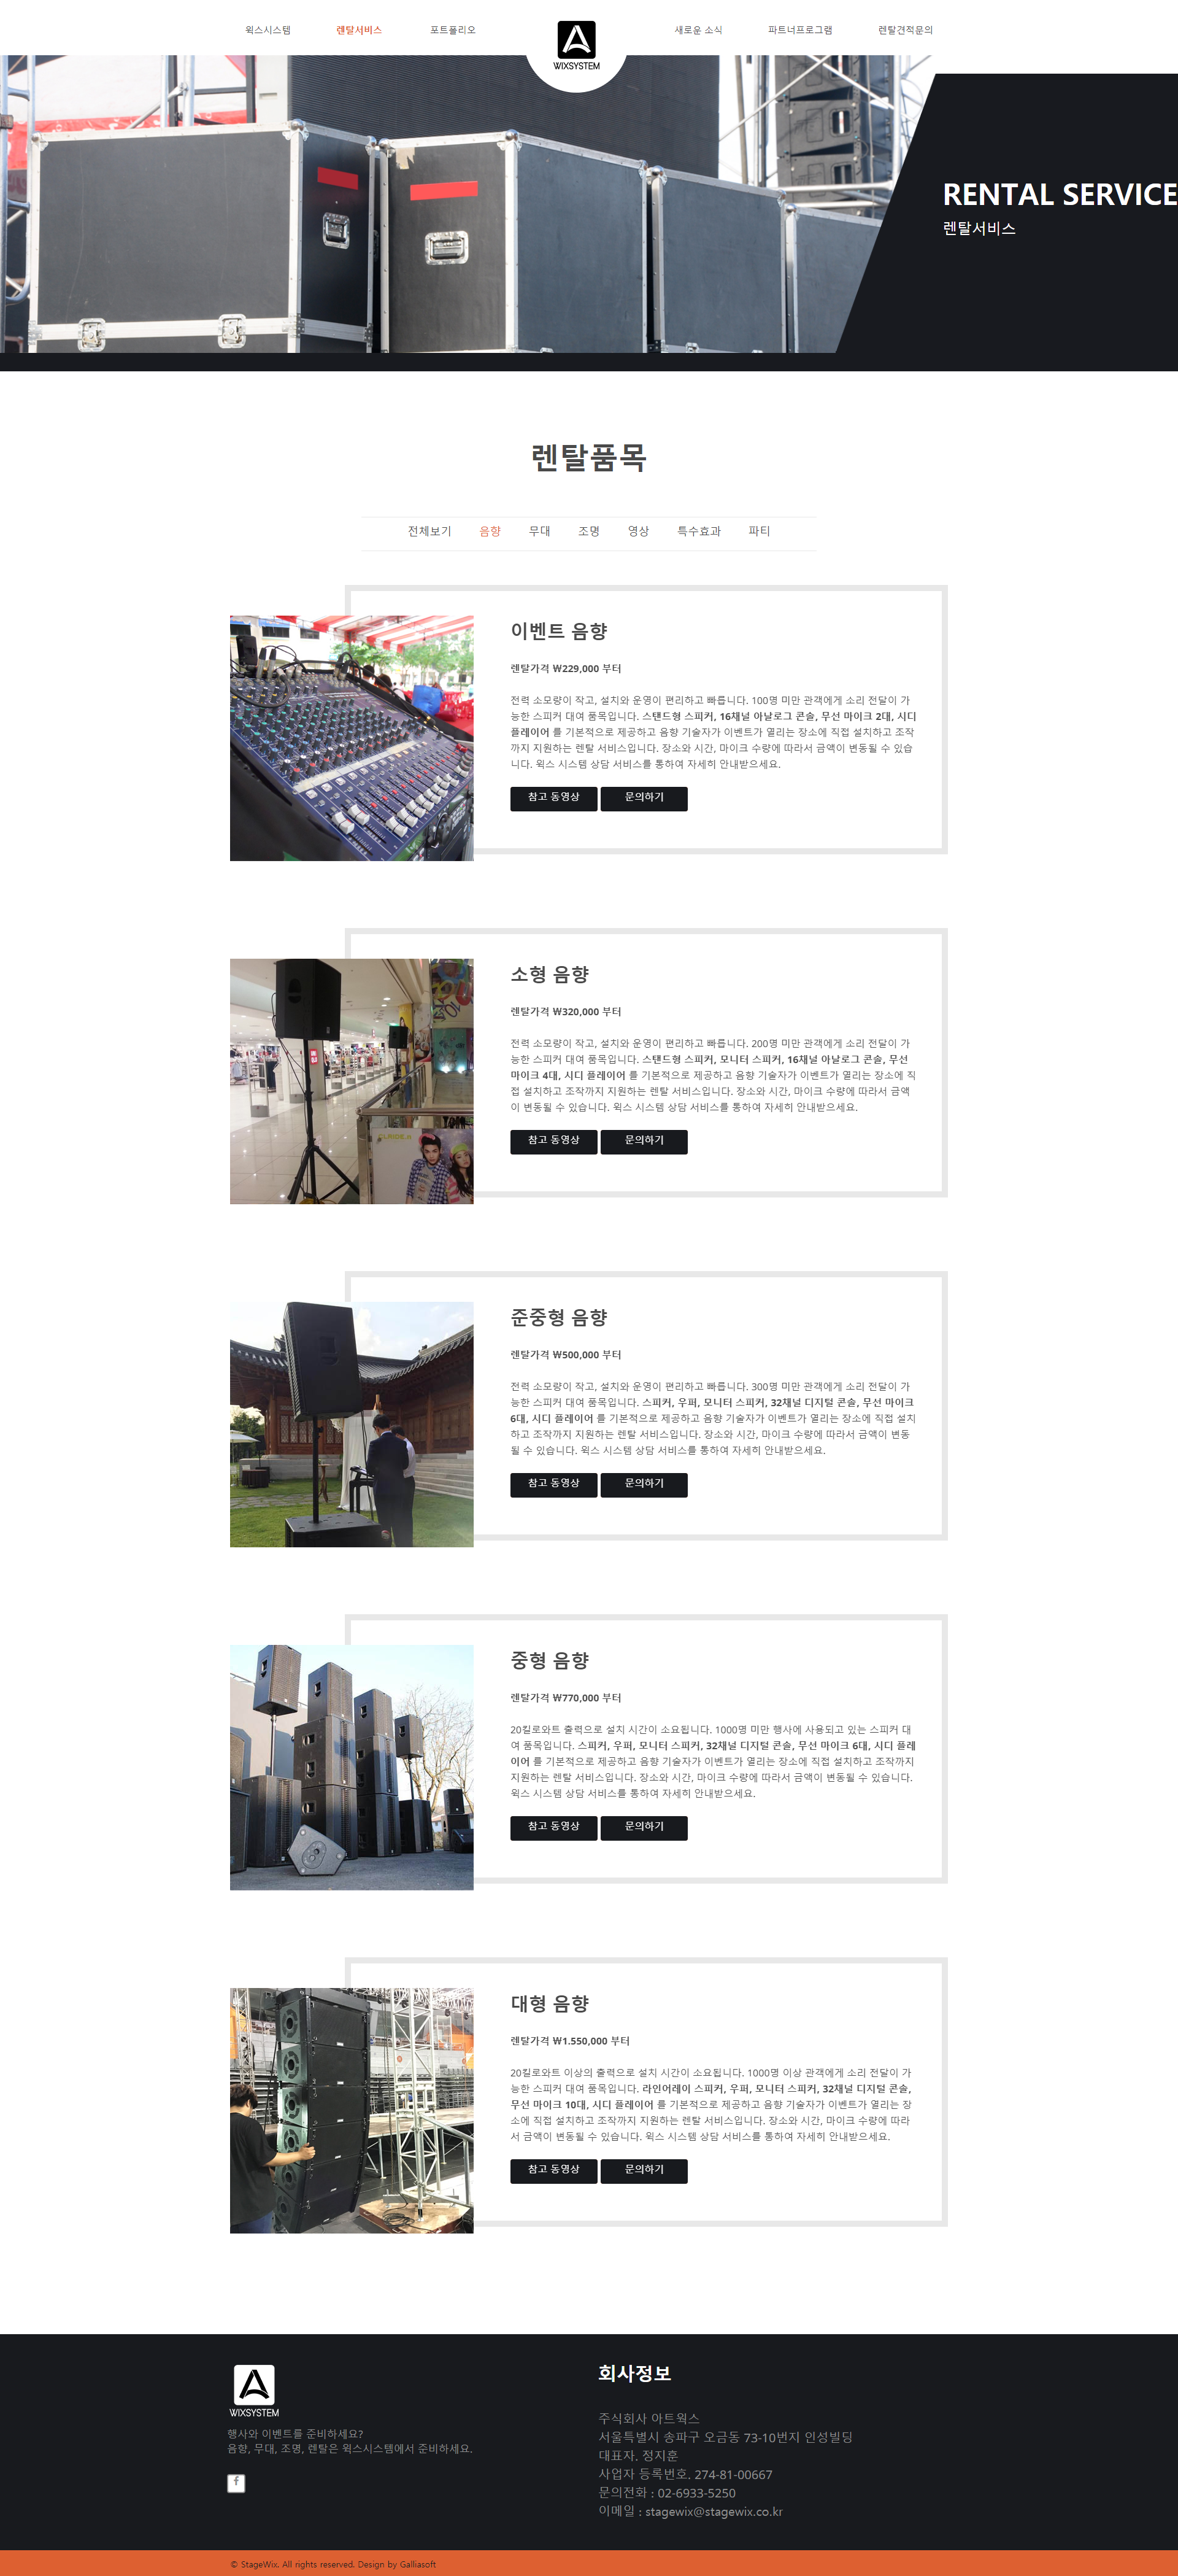 윅스시스템
렌탈서비스
포트폴리오
WIXSYSTEM
새로운 소식
파트너프로그램
렌탈견적문의
RENTAL SERVICE
렌탈서비스
렌탈품목
전체보기
음향
무대
조명
영상
특수효과
파티
이벤트 음향
렌탈가격 ₩229,000 부터
전력 소모량이 작고, 설치와 운영이 편리하고 빠릅니다. 100명 미만 관객에게 소리 전달이 가
능한 스피커 대여 품목입니다. 스탠드형 스피커, 16채널 아날로그 콘솔, 무선 마이크 2대, 시디
플레이어 를 기본적으로 제공하고 음향 기술자가 이벤트가 열리는 장소에 직접 설치하고 조작
까지 지원하는 렌탈 서비스입니다. 장소와 시간, 마이크 수량에 따라서 금액이 변동될 수 있습
니다. 윅스 시스템 상담 서비스를 통하여 자세히 안내받으세요.
참고 동영상
문의하기
소형 음향
렌탈가격 ₩320,000 부터
전력 소모량이 작고, 설치와 운영이 편리하고 빠릅니다. 200명 미만 관객에게 소리 전달이 가
능한 스피커 대여 품목입니다. 스탠드형 스피커, 모니터 스피커, 16채널 아날로그 콘솔, 무선
마이크 4대, 시디 플레이어 를 기본적으로 제공하고 음향 기술자가 이벤트가 열리는 장소에 직
접 설치하고 조작까지 지원하는 렌탈 서비스입니다. 장소와 시간, 마이크 수량에 따라서 금액
이 변동될 수 있습니다. 윅스 시스템 상담 서비스를 통하여 자세히 안내받으세요.
참고 동영상
문의하기
준중형 음향
렌탈가격 ₩500,000 부터
전력 소모량이 작고, 설치와 운영이 편리하고 빠릅니다. 300명 미만 관객에게 소리 전달이 가
능한 스피커 대여 품목입니다. 스피커, 우퍼, 모니터 스피커, 32채널 디지털 콘솔, 무선 마이크
6대, 시디 플레이어 를 기본적으로 제공하고 음향 기술자가 이벤트가 열리는 장소에 직접 설치
하고 조작까지 지원하는 렌탈 서비스입니다. 장소와 시간, 마이크 수량에 따라서 금액이 변동
될 수 있습니다. 윅스 시스템 상담 서비스를 통하여 자세히 안내받으세요.
참고 동영상
문의하기
중형 음향
렌탈가격 ₩770,000 부터
20킬로와트 출력으로 설치 시간이 소요됩니다. 1000명 미만 행사에 사용되고 있는 스피커 대
여 품목입니다. 스피커, 우퍼, 모니터 스피커, 32채널 디지털 콘솔, 무선 마이크 6대, 시디 플레
이어 를 기본적으로 제공하고 음향 기술자가 이벤트가 열리는 장소에 직접 설치하고 조작까지
지원하는 렌탈 서비스입니다. 장소와 시간, 마이크 수량에 따라서 금액이 변동될 수 있습니다.
윅스 시스템 상담 서비스를 통하여 자세히 안내받으세요.
참고 동영상
문의하기
대형 음향
렌탈가격 ₩1.550,000 부터
20킬로와트 이상의 출력으로 설치 시간이 소요됩니다. 1000명 이상 관객에게 소리 전달이 가
능한 스피커 대여 품목입니다. 라인어레이 스피커, 우퍼, 모니터 스피커, 32채널 디지털 콘솔,
무선 마이크 10대, 시디 플레이어 를 기본적으로 제공하고 음향 기술자가 이벤트가 열리는 장
소에 직접 설치하고 조작까지 지원하는 렌탈 서비스입니다. 장소와 시간, 마이크 수량에 따라
서 금액이 변동될 수 있습니다. 윅스 시스템 상담 서비스를 통하여 자세히 안내받으세요.
참고 동영상
문의하기
WIXSYSTEM
행사와 이벤트를 준비하세요?
음향, 무대, 조명, 렌탈은 윅스시스템에서 준비하세요.
회사정보
주식회사 아트웍스
서울특별시 송파구 오금동 73-10번지 인성빌딩
대표자. 정지훈
사업자 등록번호. 274-81-00667
문의전화 : 02-6933-5250
이메일 : stagewix@stagewix.co.kr
© StageWix. All rights reserved. Design by Galliasoft